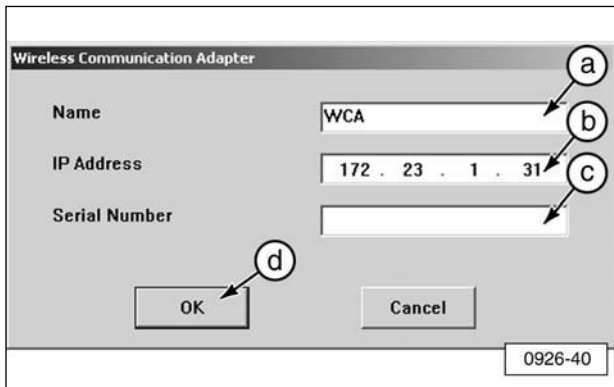 Wireless Communication Adapter
a
Name
WCA
b
IP Address
172 . 23 . 1 . 31
c
Serial Number
d
OK
Cancel
0926-40